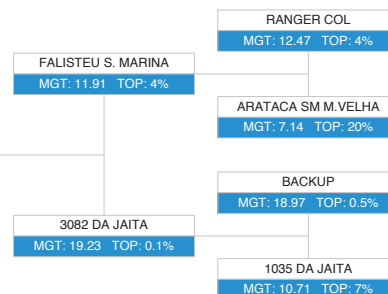 RANGER COL
MGT: 12.47 TOP: 4%
FALISTEU S. MARINA
MGT: 11.91 TOP: 4%
ARATACA SM M.VELHA
MGT: 7.14 TOP: 20%
BACKUP
MGT: 18.97 TOP: 0.5%
3082 DA JAITA
MGT: 19.23 TOP: 0.1%
1035 DA JAITA
MGT: 10.71 TOP: 7%